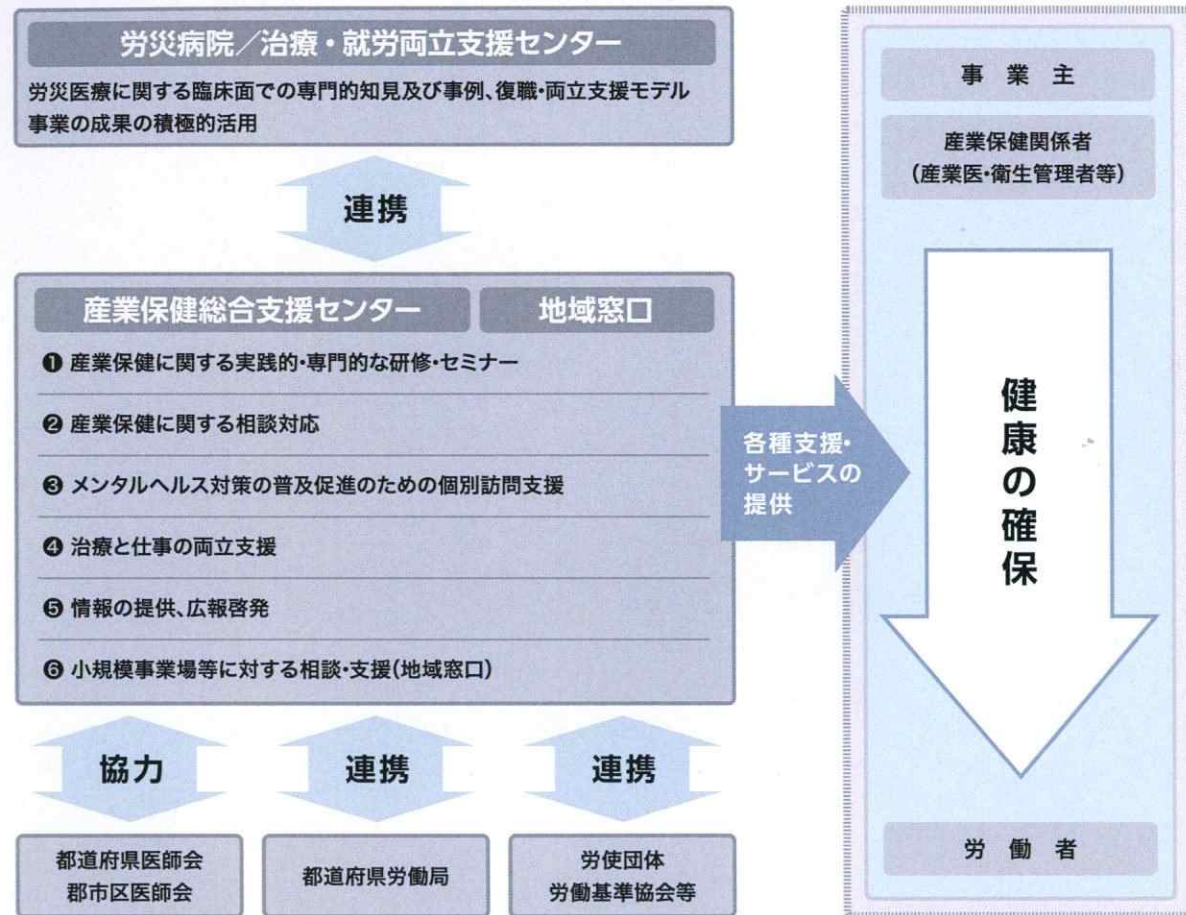 労災病院／治療・就労両立支援センター
労災医療に関する臨床面での専門的知見及び事例、復職・両立支援モデル
事業の成果の積極的活用
連携
産業保健総合支援センター
地域窓口
❶ 産業保健に関する実践的・専門的な研修・セミナー
❷ 産業保健に関する相談対応
❸ メンタルヘルス対策の普及促進のための個別訪問支援
❹ 治療と仕事の両立支援
❺ 情報の提供、広報啓発
❻ 小規模事業場等に対する相談・支援(地域窓口)
協力
連携
連携
都道府県医師会
郡市区医師会
都道府県労働局
労使団体
労働基準協会等
各種支援・
サービスの
提供
事業主
産業保健関係者
(産業医・衛生管理者等)
健康の確保
労働者